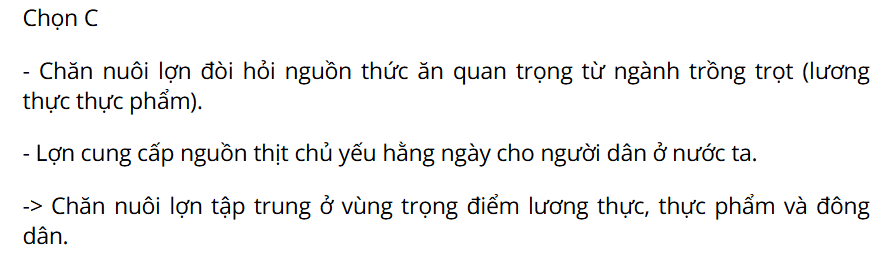 Chọn C
- Chăn nuôi lợn đòi hỏi nguồn thức ăn quan trọng từ ngành trồng trọt (lương
thực thực phẩm).
- Lợn cung cấp nguồn thịt chủ yếu hằng ngày cho người dân ở nước ta.
-> Chăn nuôi lợn tập trung ở vùng trọng điểm lương thực, thực phẩm và đông
dân.